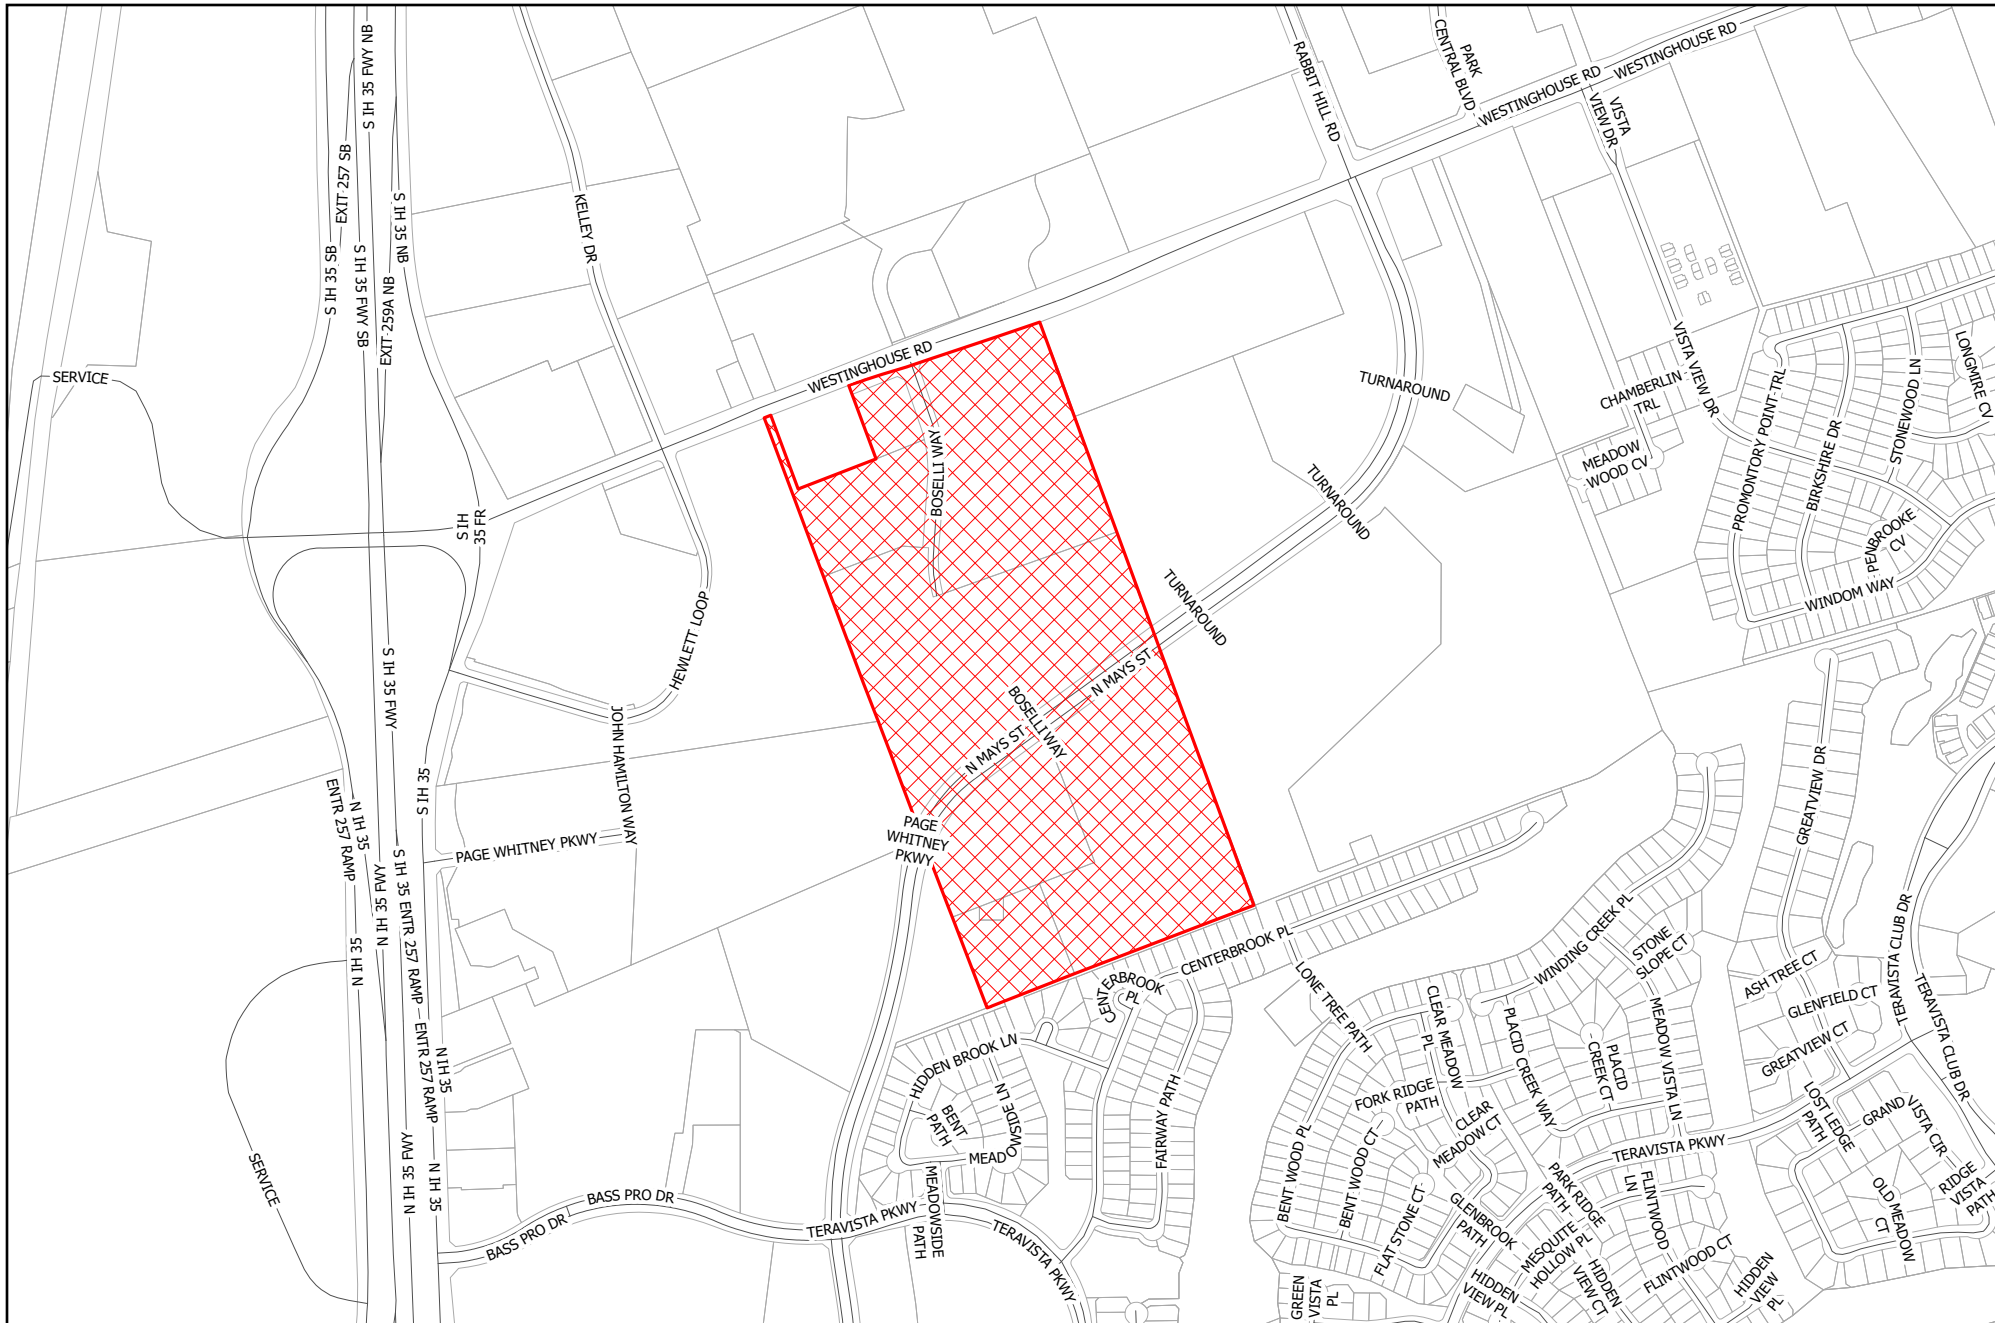 S IH 35 FWY NB
EXIT 257 SB
S IH 35 SB
S IH 35 FWY SB
S IH 35 NB
EXIT 259A NB
KELLEY DR
RABBIT HILL RD
PARK
CENTRAL BLVD
WESTINGHOUSE RD
WESTINGHOUSE RD
VISTA
VIEW DR
SERVICE
WESTINGHOUSE RD
TURNAROUND
VISTA VIEW DR
CHAMBERLIN
TRL
MEADOW
WOOD CV
PROMONTORY POINT TRL
BIRKSHIRE DR
STONEWOOD LN
LONGMIRE CV
PENBROOKE
CV
WINDOM WAY
S IH
35 FR
BOSELLI WAY
TURNAROUND
TURNAROUND
HEWLETT LOOP
JOHN HAMILTON WAY
S IH 35 FWY
S IH 35
N MAYS ST
BOSELLI WAY
N MAYS ST
PAGE
WHITNEY
PKWY
PAGE WHITNEY PKWY
N IH 35
ENTR 257 RAMP
N IH 35 FWY
S IH 35 ENTR 257 RAMP
N IH 35
ENTR 257 RAMP
N IH 35
N IH 35
N IH 35 FWY
SERVICE
BASS PRO DR
BASS PRO DR
TERAVISTA PKWY
TERAVISTA PKWY
HIDDEN BROOK LN
BENT
PATH
MEADOWSIDE LN
MEADOWSIDE
PATH
CENTERBROOK
PL
CENTERBROOK PL
FAIRWAY PATH
LONE TREE PATH
CLEAR MEADOW
PL
WINDING CREEK PL
STONE
SLOPE CT
PLACID CREEK WAY
PLACID
CREEK CT
MEADOW VISTA LN
FORK RIDGE
PATH
CLEAR
MEADOW CT
BENT WOOD PL
BENT WOOD CT
FLAT STONE CT
GLENBROOK
PATH
PARK RIDGE
PATH
TERAVISTA PKWY
FLINTWOOD
LN
MESQUITE
HOLLOW PL
HIDDEN
VIEW PL
HIDDEN
VIEW CT
FLINTWOOD CT
HIDDEN
VIEW
PL
GREEN
VISTA
PL
GREATVIEW DR
ASH TREE CT
GLENFIELD CT
GREATVIEW CT
TERAVISTA CLUB DR
TERAVISTA CLUB DR
LOST LEDGE
PATH
GRAND
VISTA CIR
OLD MEADOW
CT
RIDGE
VISTA
PATH